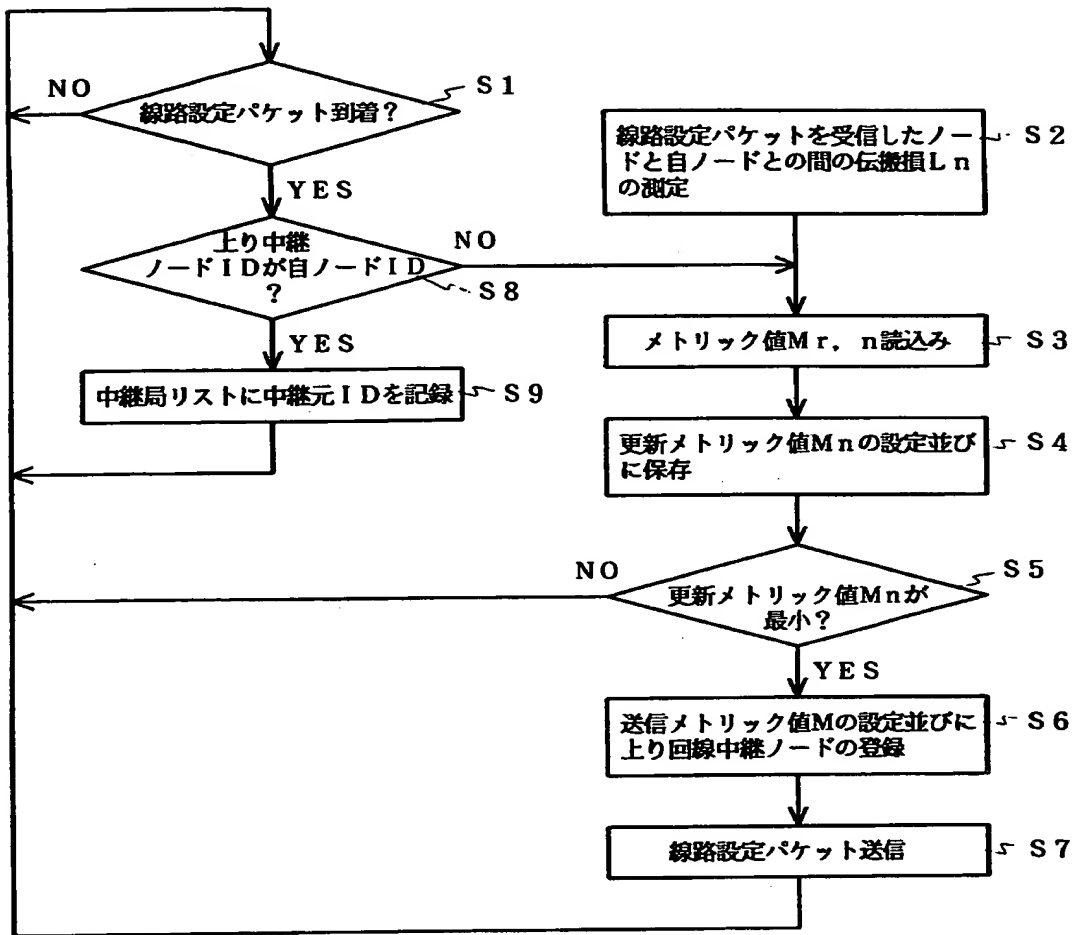 NO
線路設定パケット到着?
S1
YES
上り中継
ノードIDが自ノードID
?
NO
S8
YES
中継局リストに中継元IDを記録
S9
線路設定パケットを受信したノー
ドと自ノードとの間の伝搬損Ln
の測定
S2
メトリック値Mr,n読込み
S3
更新メトリック値Mnの設定並び
に保存
S4
NO
更新メトリック値Mnが
最小?
S5
YES
送信メトリック値Mの設定並びに
上り回線中継ノードの登録
S6
線路設定パケット送信
S7